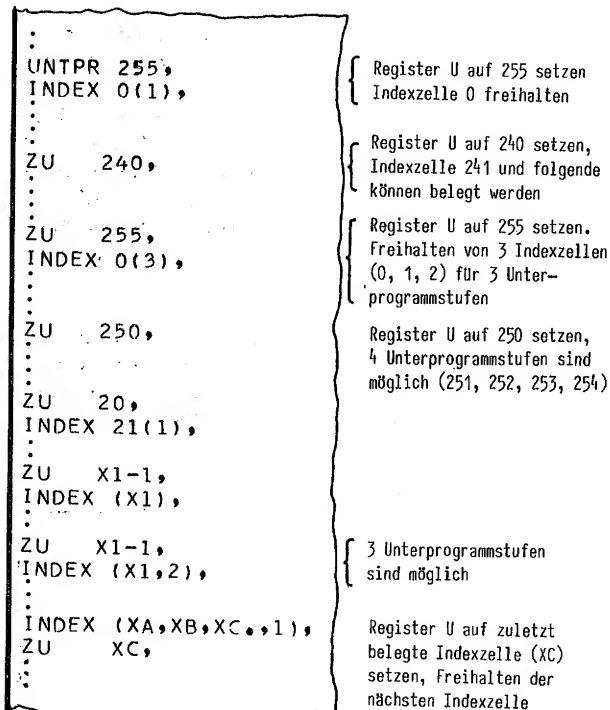 UNTPR 255,
INDEX 0(1),
Register U auf 255 setzen
Indexzelle 0 freihalten
ZU 240,
Register U auf 240 setzen,
Indexzelle 241 und folgende
können belegt werden
ZU 255,
INDEX 0(3),
Register U auf 255 setzen.
Freihalten von 3 Indexzellen
(0, 1, 2) für 3 Unter-
programmstufen
ZU 250,
Register U auf 250 setzen,
4 Unterprogrammstufen sind
möglich (251, 252, 253, 254)
ZU 20,
INDEX 21(1),
ZU X1-1,
INDEX (X1),
ZU X1-1,
INDEX (X1,2),
3 Unterprogrammstufen
sind möglich
INDEX (XA,XB,XC.,1),
ZU XC,
Register U auf zuletzt
belegte Indexzelle (XC)
setzen, Freihalten der
nächsten Indexzelle